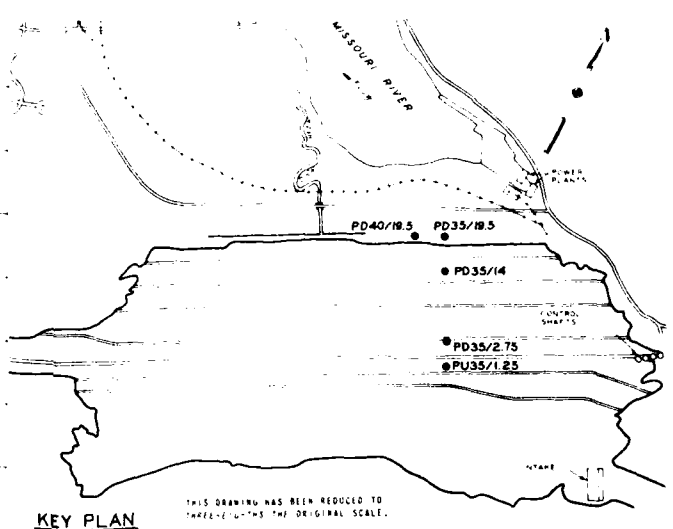 MISSOURI RIVER
FLOW
POWER
PLANTS
PD40/19.5 PD35/19.5
PD35/14
CONTROL
SHAFTS
PD35/2.75
PU35/1.25
INTAKE
KEY PLAN
THIS DRAWING HAS BEEN REDUCED TO
THREE-EIGHTHS THE ORIGINAL SCALE.